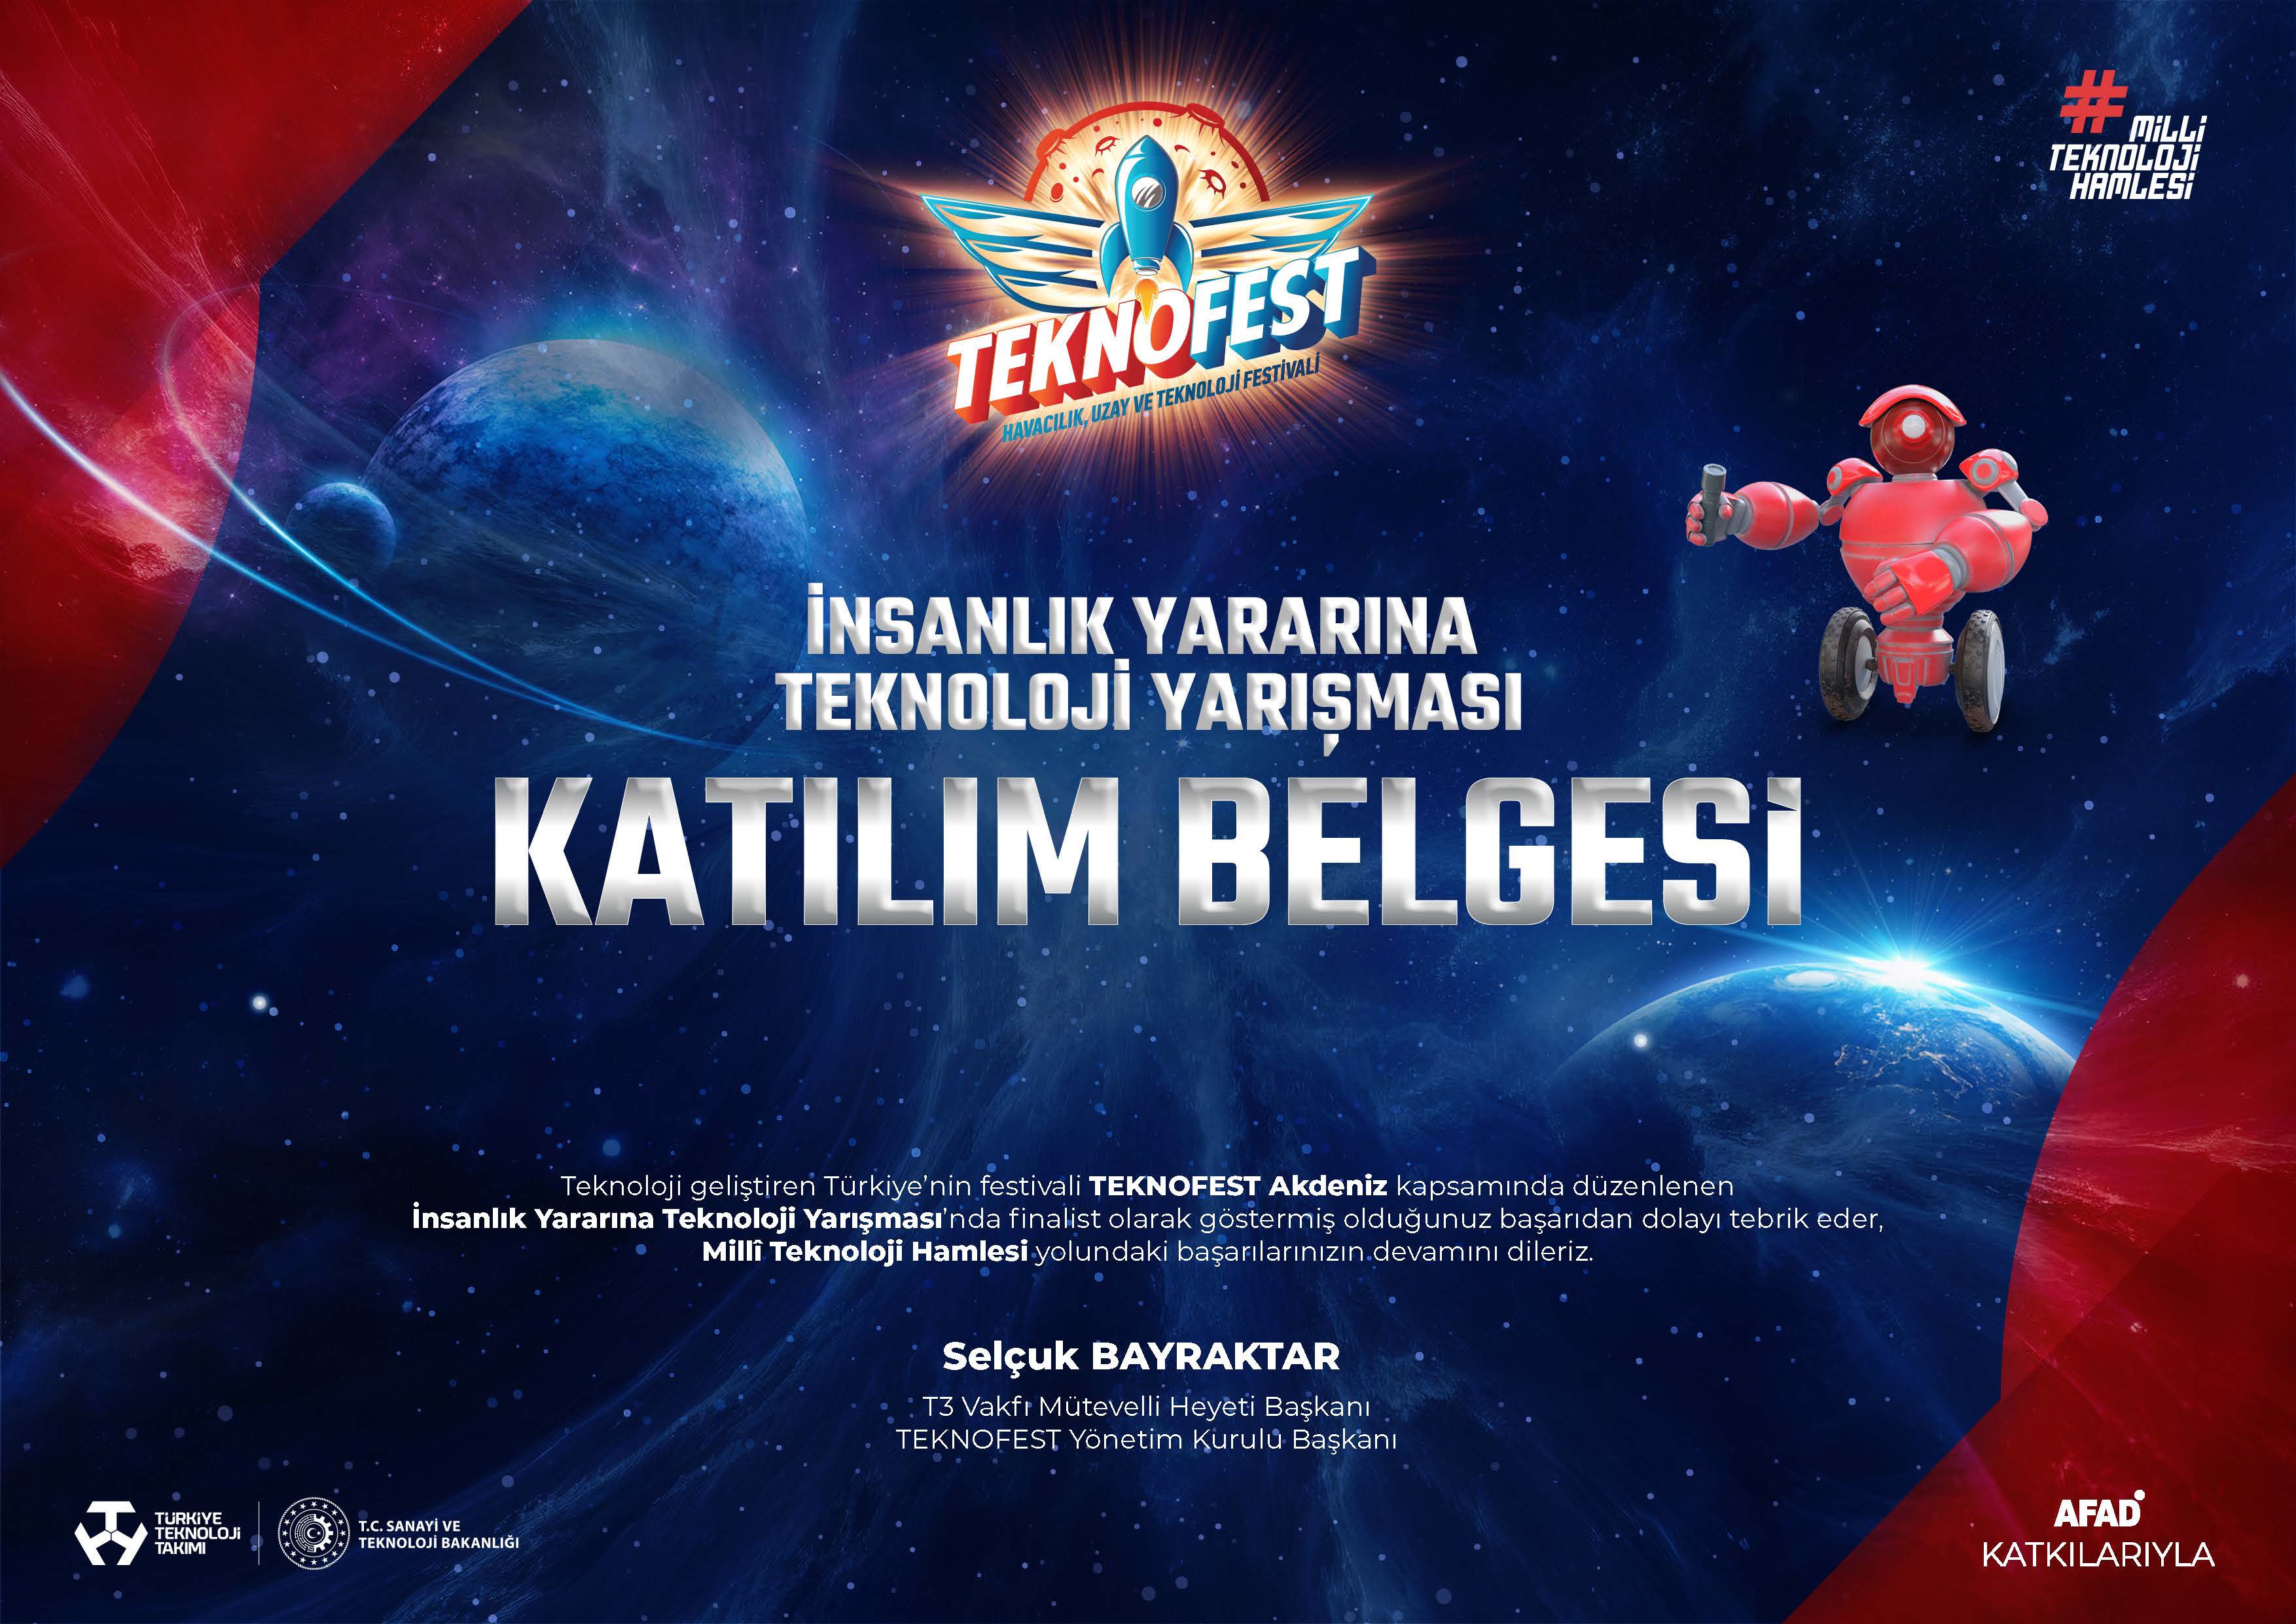 # MİLLİ
TEKNOLOJİ
HAMLESİ
TEKNOFEST
HAVACILIK, UZAY VE TEKNOLOJİ FESTİVALİ
İNSANLIK YARARINA
TEKNOLOJİ YARIŞMASI
KATILIM BELGESİ
Teknoloji geliştiren Türkiye'nin festivali TEKNOFEST Akdeniz kapsamında düzenlenen
İnsanlık Yararına Teknoloji Yarışması'nda finalist olarak göstermiş olduğunuz başarıdan dolayı tebrik eder,
Millî Teknoloji Hamlesi yolundaki başarılarınızın devamını dileriz.
Selçuk BAYRAKTAR
T3 Vakfı Mütevelli Heyeti Başkanı
TEKNOFEST Yönetim Kurulu Başkanı
TÜRKİYE
TEKNOLOJİ
TAKIMI
T.C. SANAYİ VE
TEKNOLOJİ BAKANLIĞI
AFAD
KATKILARIYLA